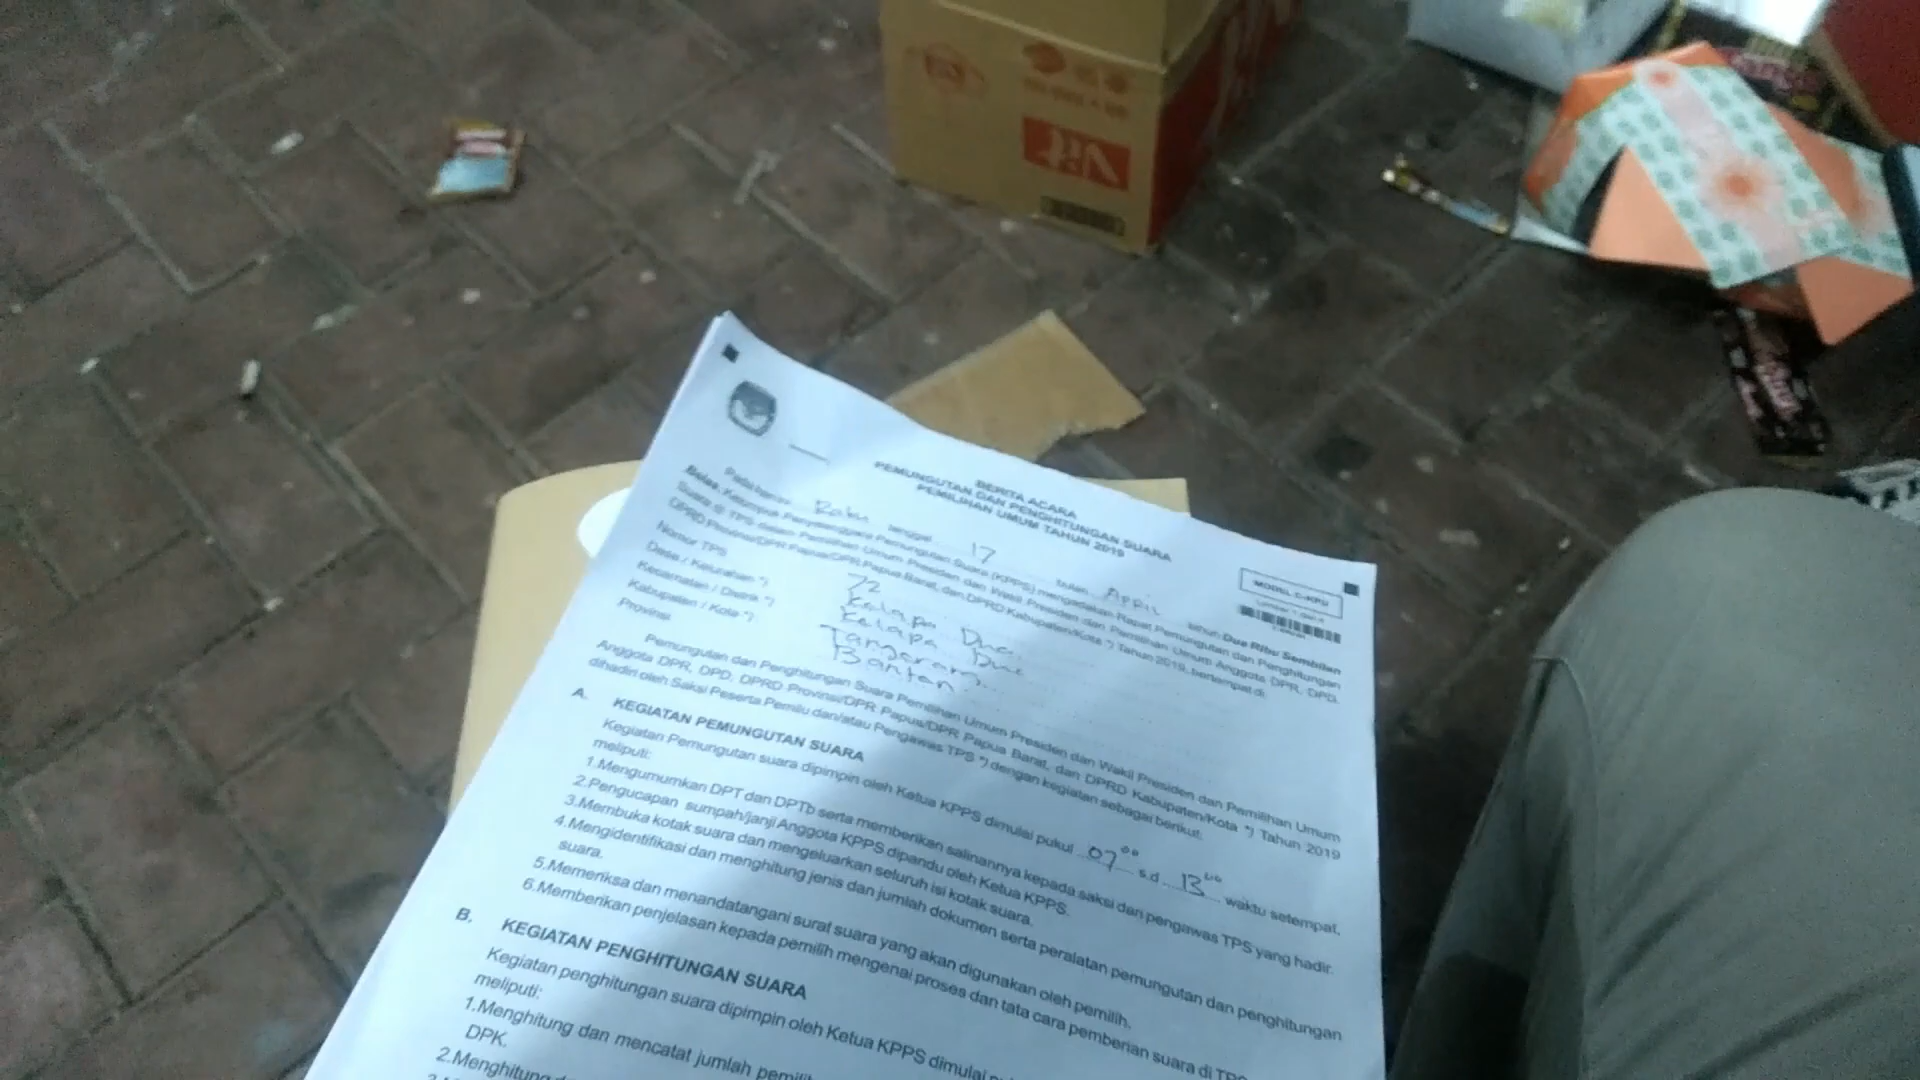 Vit
BERITA ACARA
PEMUNGUTAN DAN PENGHITUNGAN SUARA
PEMILIHAN UMUM TAHUN 2019
MODEL C-KPU
Pada hari ini Rabu tanggal 17 bulan April tahun Dua Ribu Sembilan
Belas, Kelompok Penyelenggara Pemungutan Suara (KPPS) mengadakan Rapat Pemungutan dan Penghitungan
Suara di TPS dalam Pemilihan Umum Presiden dan Wakil Presiden dan Pemilihan Umum Anggota DPR, DPD,
DPRD Provinsi/DPR Papua/DPR Papua Barat, dan DPRD Kabupaten/Kota *) Tahun 2019, bertempat di:
Nomor TPS 72
Desa / Kelurahan *) Kelapa Dua
Kecamatan / Distrik *) Kelapa Dua
Kabupaten / Kota *) Tangerang
Provinsi Banten
Pemungutan dan Penghitungan Suara Pemilihan Umum Presiden dan Wakil Presiden dan Pemilihan Umum
Anggota DPR, DPD, DPRD Provinsi/DPR Papua/DPR Papua Barat, dan DPRD Kabupaten/Kota *) Tahun 2019
dihadiri oleh Saksi Peserta Pemilu dan/atau Pengawas TPS *) dengan kegiatan sebagai berikut:
A. KEGIATAN PEMUNGUTAN SUARA
Kegiatan Pemungutan suara dipimpin oleh Ketua KPPS dimulai pukul 07 00 s.d 13 00 waktu setempat,
meliputi:
1.Mengumumkan DPT dan DPTb serta memberikan salinannya kepada saksi dan pengawas TPS yang hadir.
2.Pengucapan sumpah/janji Anggota KPPS dipandu oleh Ketua KPPS.
3.Membuka kotak suara dan mengeluarkan seluruh isi kotak suara.
4.Mengidentifikasi dan menghitung jenis dan jumlah dokumen serta peralatan pemungutan dan penghitungan
suara.
5.Memeriksa dan menandatangani surat suara yang akan digunakan oleh pemilih.
6.Memberikan penjelasan kepada pemilih mengenai proses dan tata cara pemberian suara di TPS
B. KEGIATAN PENGHITUNGAN SUARA
Kegiatan penghitungan suara dipimpin oleh Ketua KPPS dimulai
meliputi:
1.Menghitung dan mencatat jumlah
DPK.
2.Menghitung